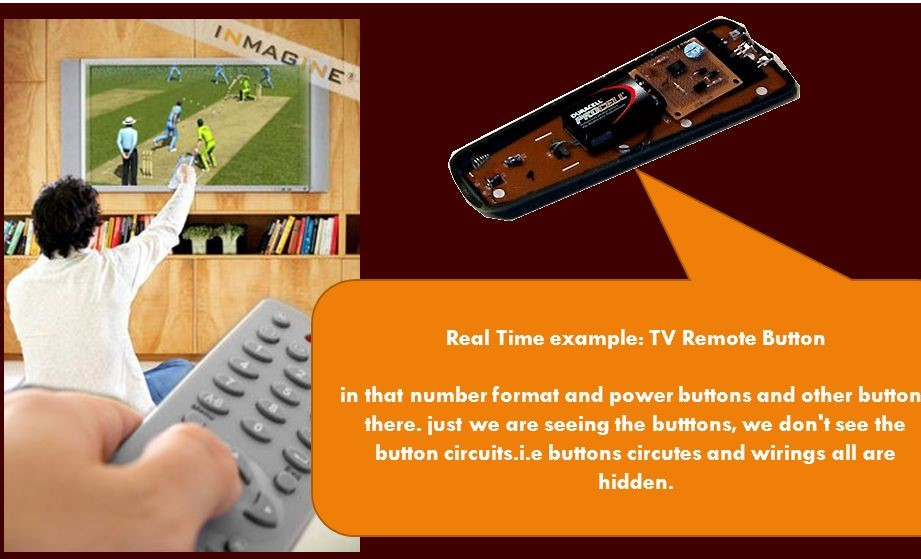 INMAGINE®
DURACELL
PROCELL
Real Time example: TV Remote Button
in that number format and power buttons and other button
there. just we are seeing the butttons, we don't see the
button circuits.i.e buttons circutes and wirings all are
hidden.